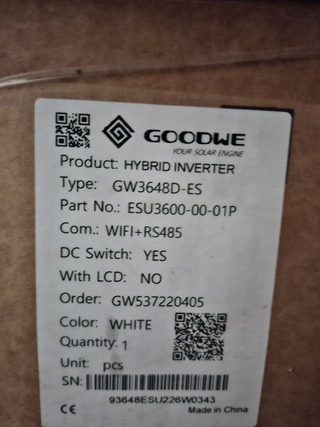 GOODWE
YOUR SOLAR ENGINE
Product: HYBRID INVERTER
Type: GW3648D-ES
Part No.: ESU3600-00-01P
Com.: WIFI+RS485
DC Switch: YES
With LCD: NO
Order: GW537220405
Color: WHITE
Quantity: 1
Unit: pcs
SN:
93648ESU226W0343
CE Made in China